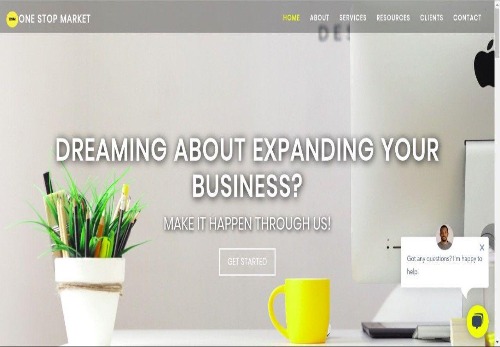 ONE STOP MARKET
HOME ABOUT SERVICES RESOURCES CLIENTS CONTACT
DREAMING ABOUT EXPANDING YOUR
BUSINESS?
MAKE IT HAPPEN THROUGH US!
GET STARTED
X
Got any questions? I'm happy to
help.